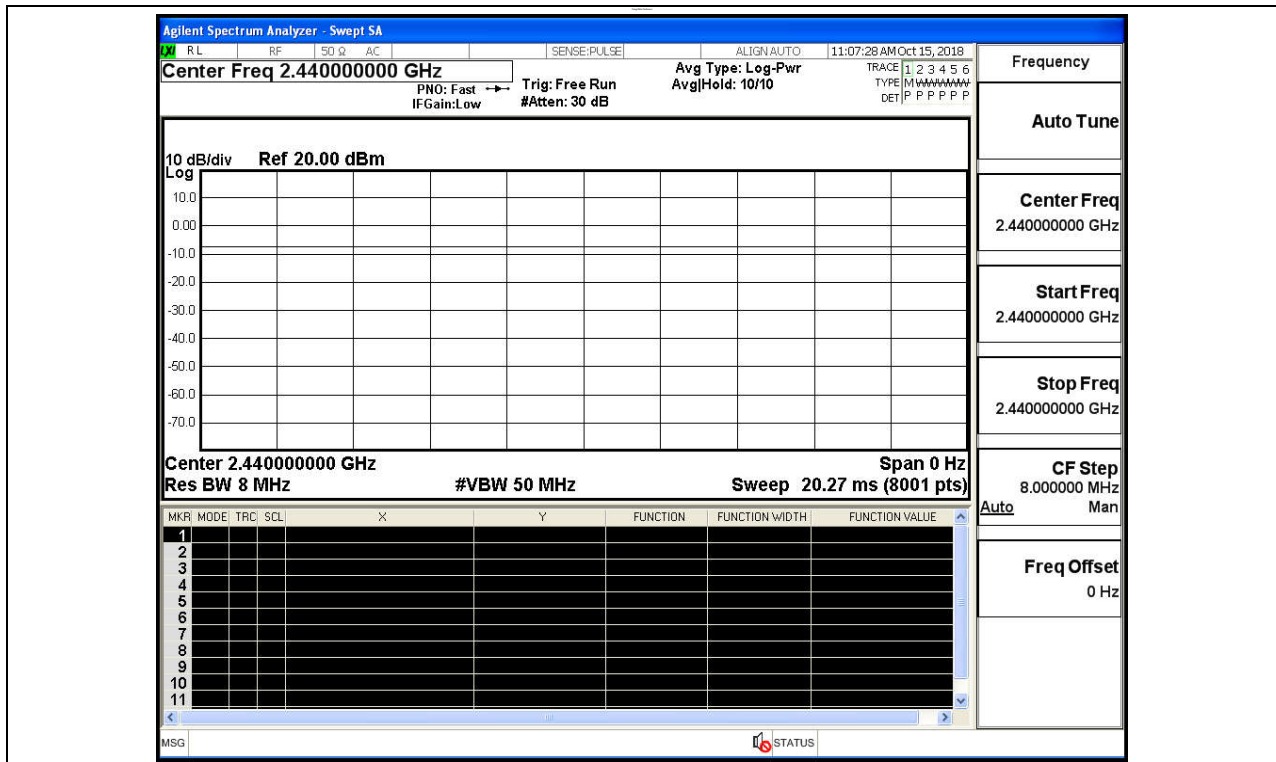 Agilent Spectrum Analyzer - Swept SA
LXI RL RF 50 Ω AC SENSE:PULSE ALIGN AUTO 11:07:28 AM Oct 15, 2018
Center Freq 2.440000000 GHz
PNO: Fast
IFGain:Low
Trig: Free Run
#Atten: 30 dB
Avg Type: Log-Pwr
Avg|Hold: 10/10
TRACE 1 2 3 4 5 6
TYPE M WWWWW
DET P P P P P P
10 dB/div Ref 20.00 dBm
Log
10.0
0.00
-10.0
-20.0
-30.0
-40.0
-50.0
-60.0
-70.0
Center 2.440000000 GHz Span 0 Hz
Res BW 8 MHz #VBW 50 MHz Sweep 20.27 ms (8001 pts)
MKR MODE TRC SCL X Y FUNCTION FUNCTION WIDTH FUNCTION VALUE
1
2
3
4
5
6
7
8
9
10
11
MSG STATUS
Frequency
Auto Tune
Center Freq
2.440000000 GHz
Start Freq
2.440000000 GHz
Stop Freq
2.440000000 GHz
CF Step
8.000000 MHz
Auto Man
Freq Offset
0 Hz